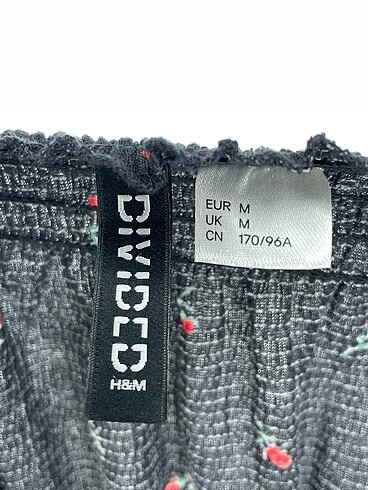 DIVIDED
H&M
EUR M
UK M
CN 170/96A